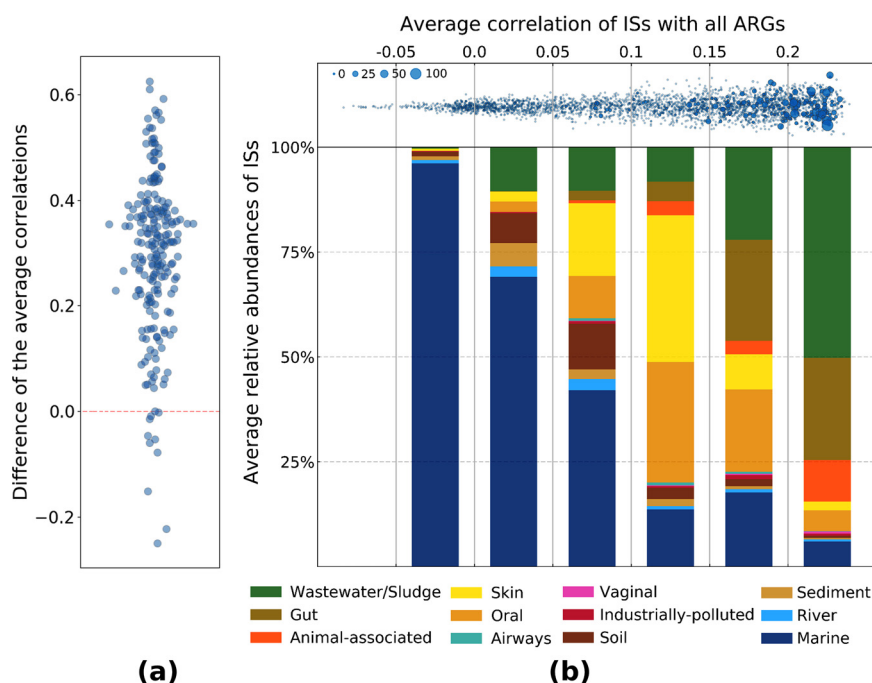 Average correlation of ISs with all ARGs
-0.05 0.0 0.05 0.1 0.15 0.2
0 25 50 100
Difference of the average correlateions
0.6
0.4
0.2
0.0
−0.2
Average relative abundances of ISs
100%
75%
50%
25%
Wastewater/Sludge Skin Vaginal Sediment
Gut Oral Industrially-polluted River
Animal-associated Airways Soil Marine
(a) (b)